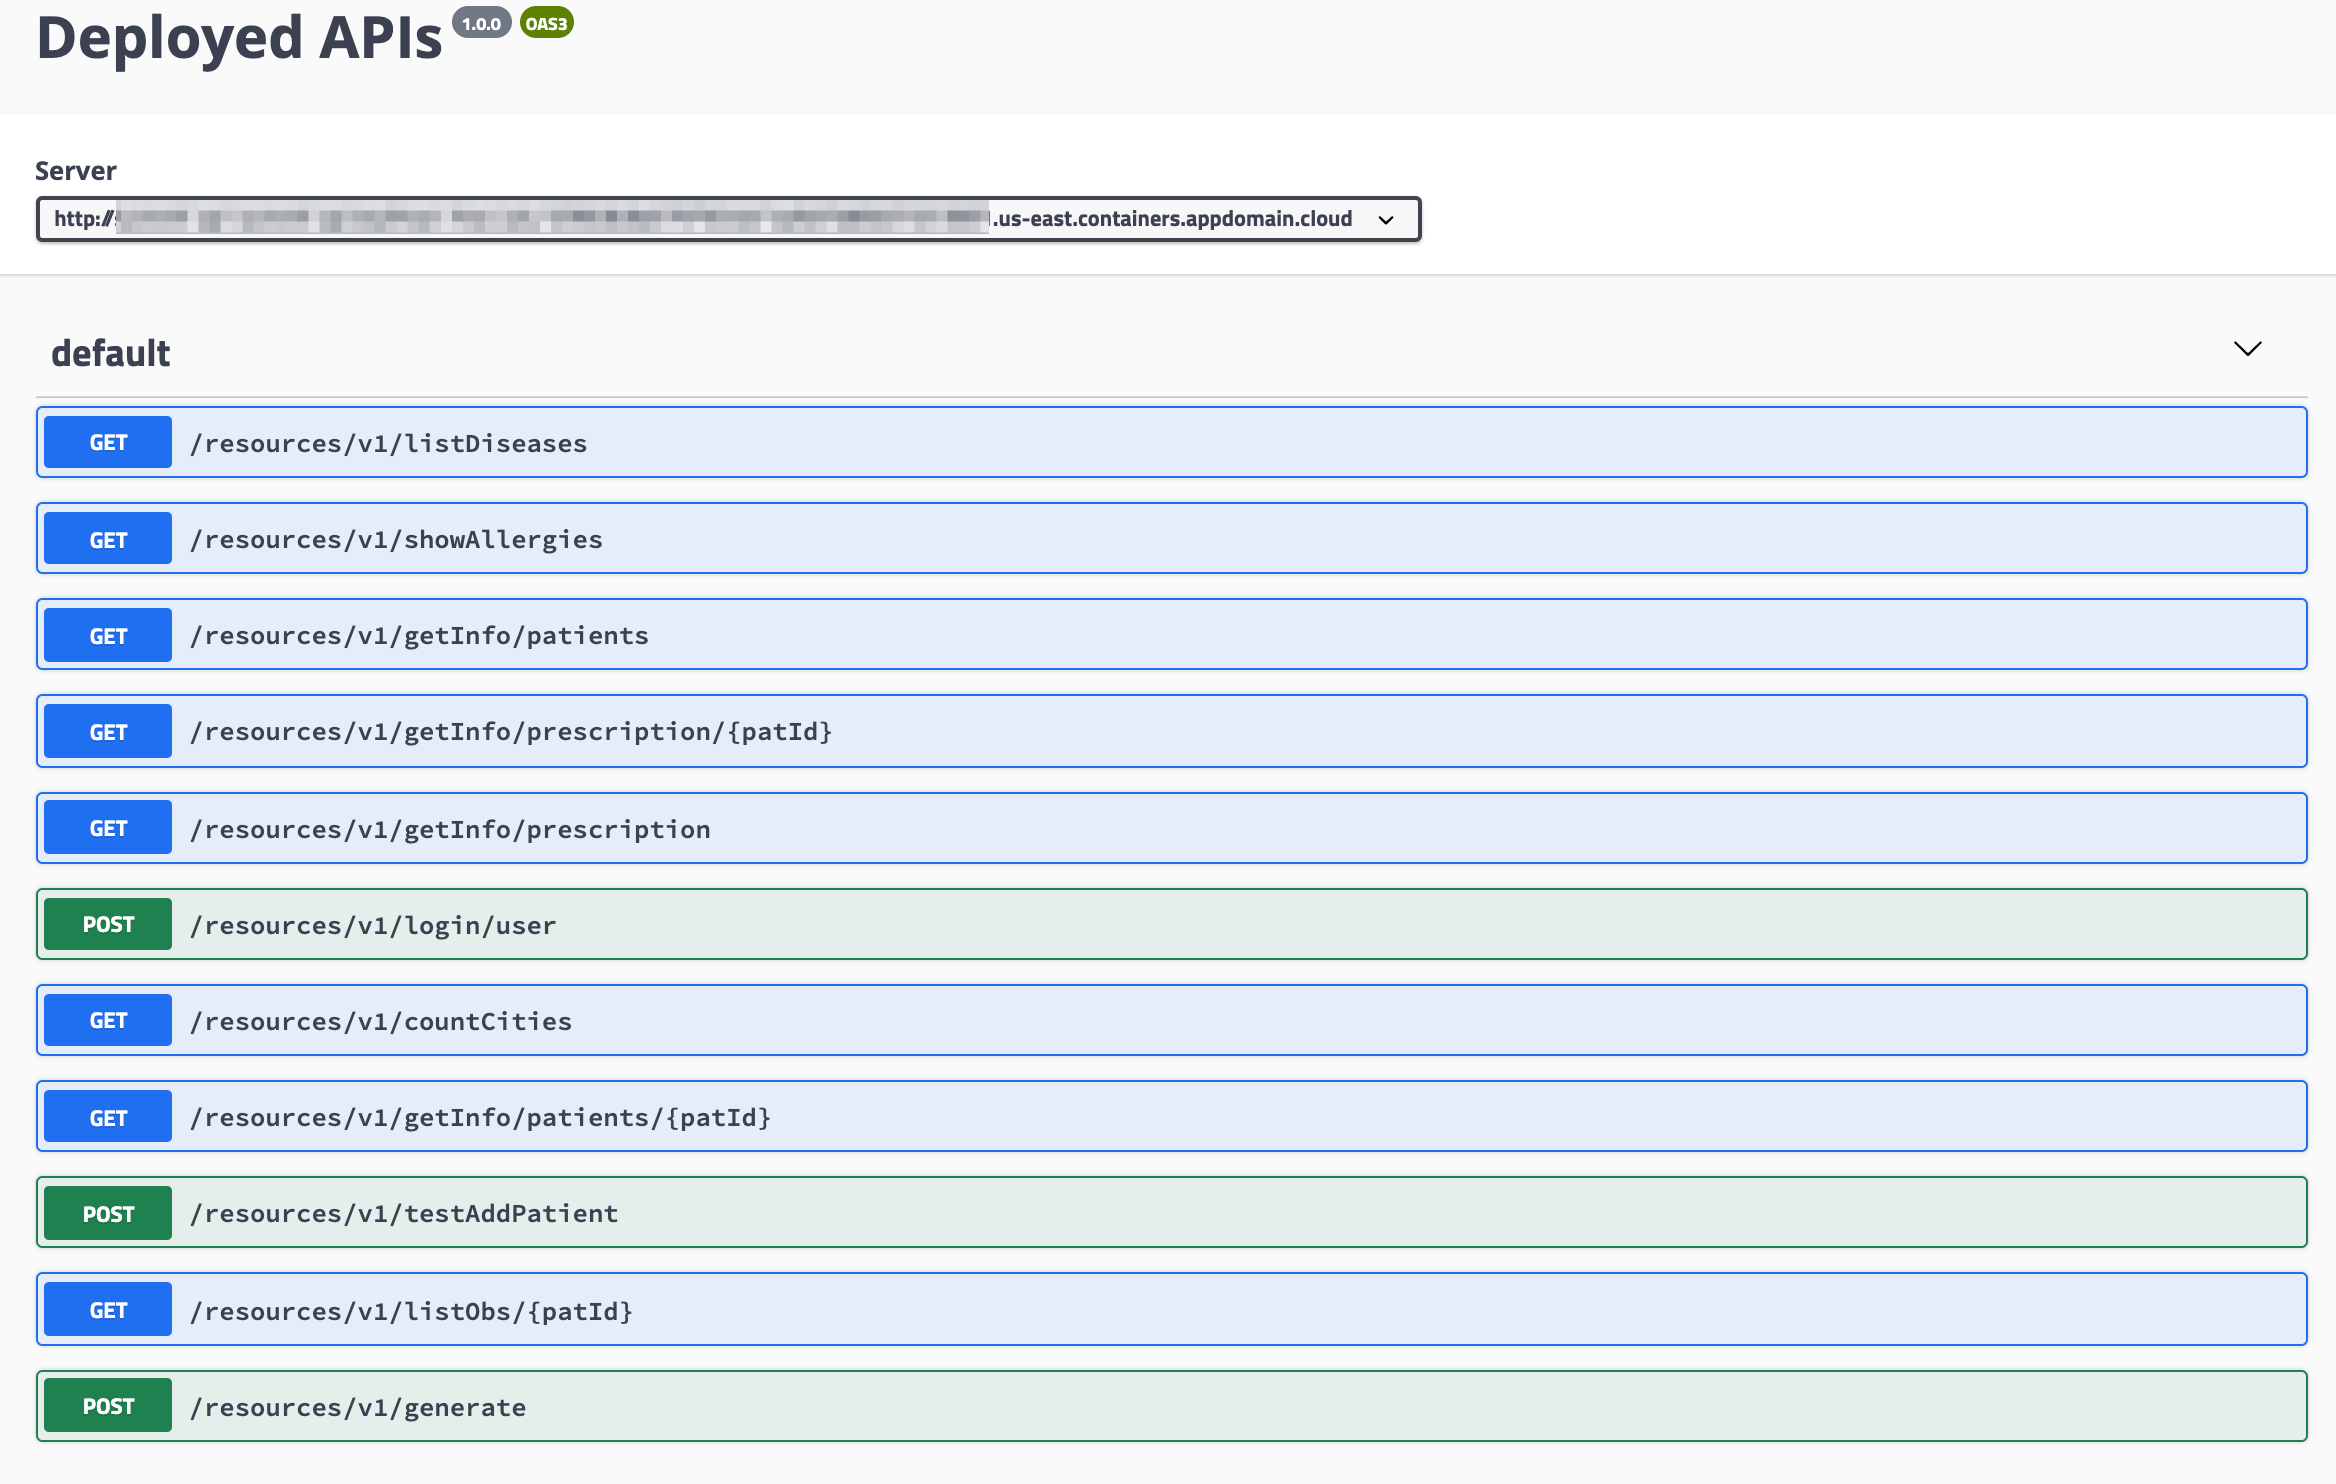 Deployed APIs 1.0.0 OAS3
Server
http:// .us-east.containers.appdomain.cloud
default
GET /resources/v1/listDiseases
GET /resources/v1/showAllergies
GET /resources/v1/getInfo/patients
GET /resources/v1/getInfo/prescription/{patId}
GET /resources/v1/getInfo/prescription
POST /resources/v1/login/user
GET /resources/v1/countCities
GET /resources/v1/getInfo/patients/{patId}
POST /resources/v1/testAddPatient
GET /resources/v1/listObs/{patId}
POST /resources/v1/generate